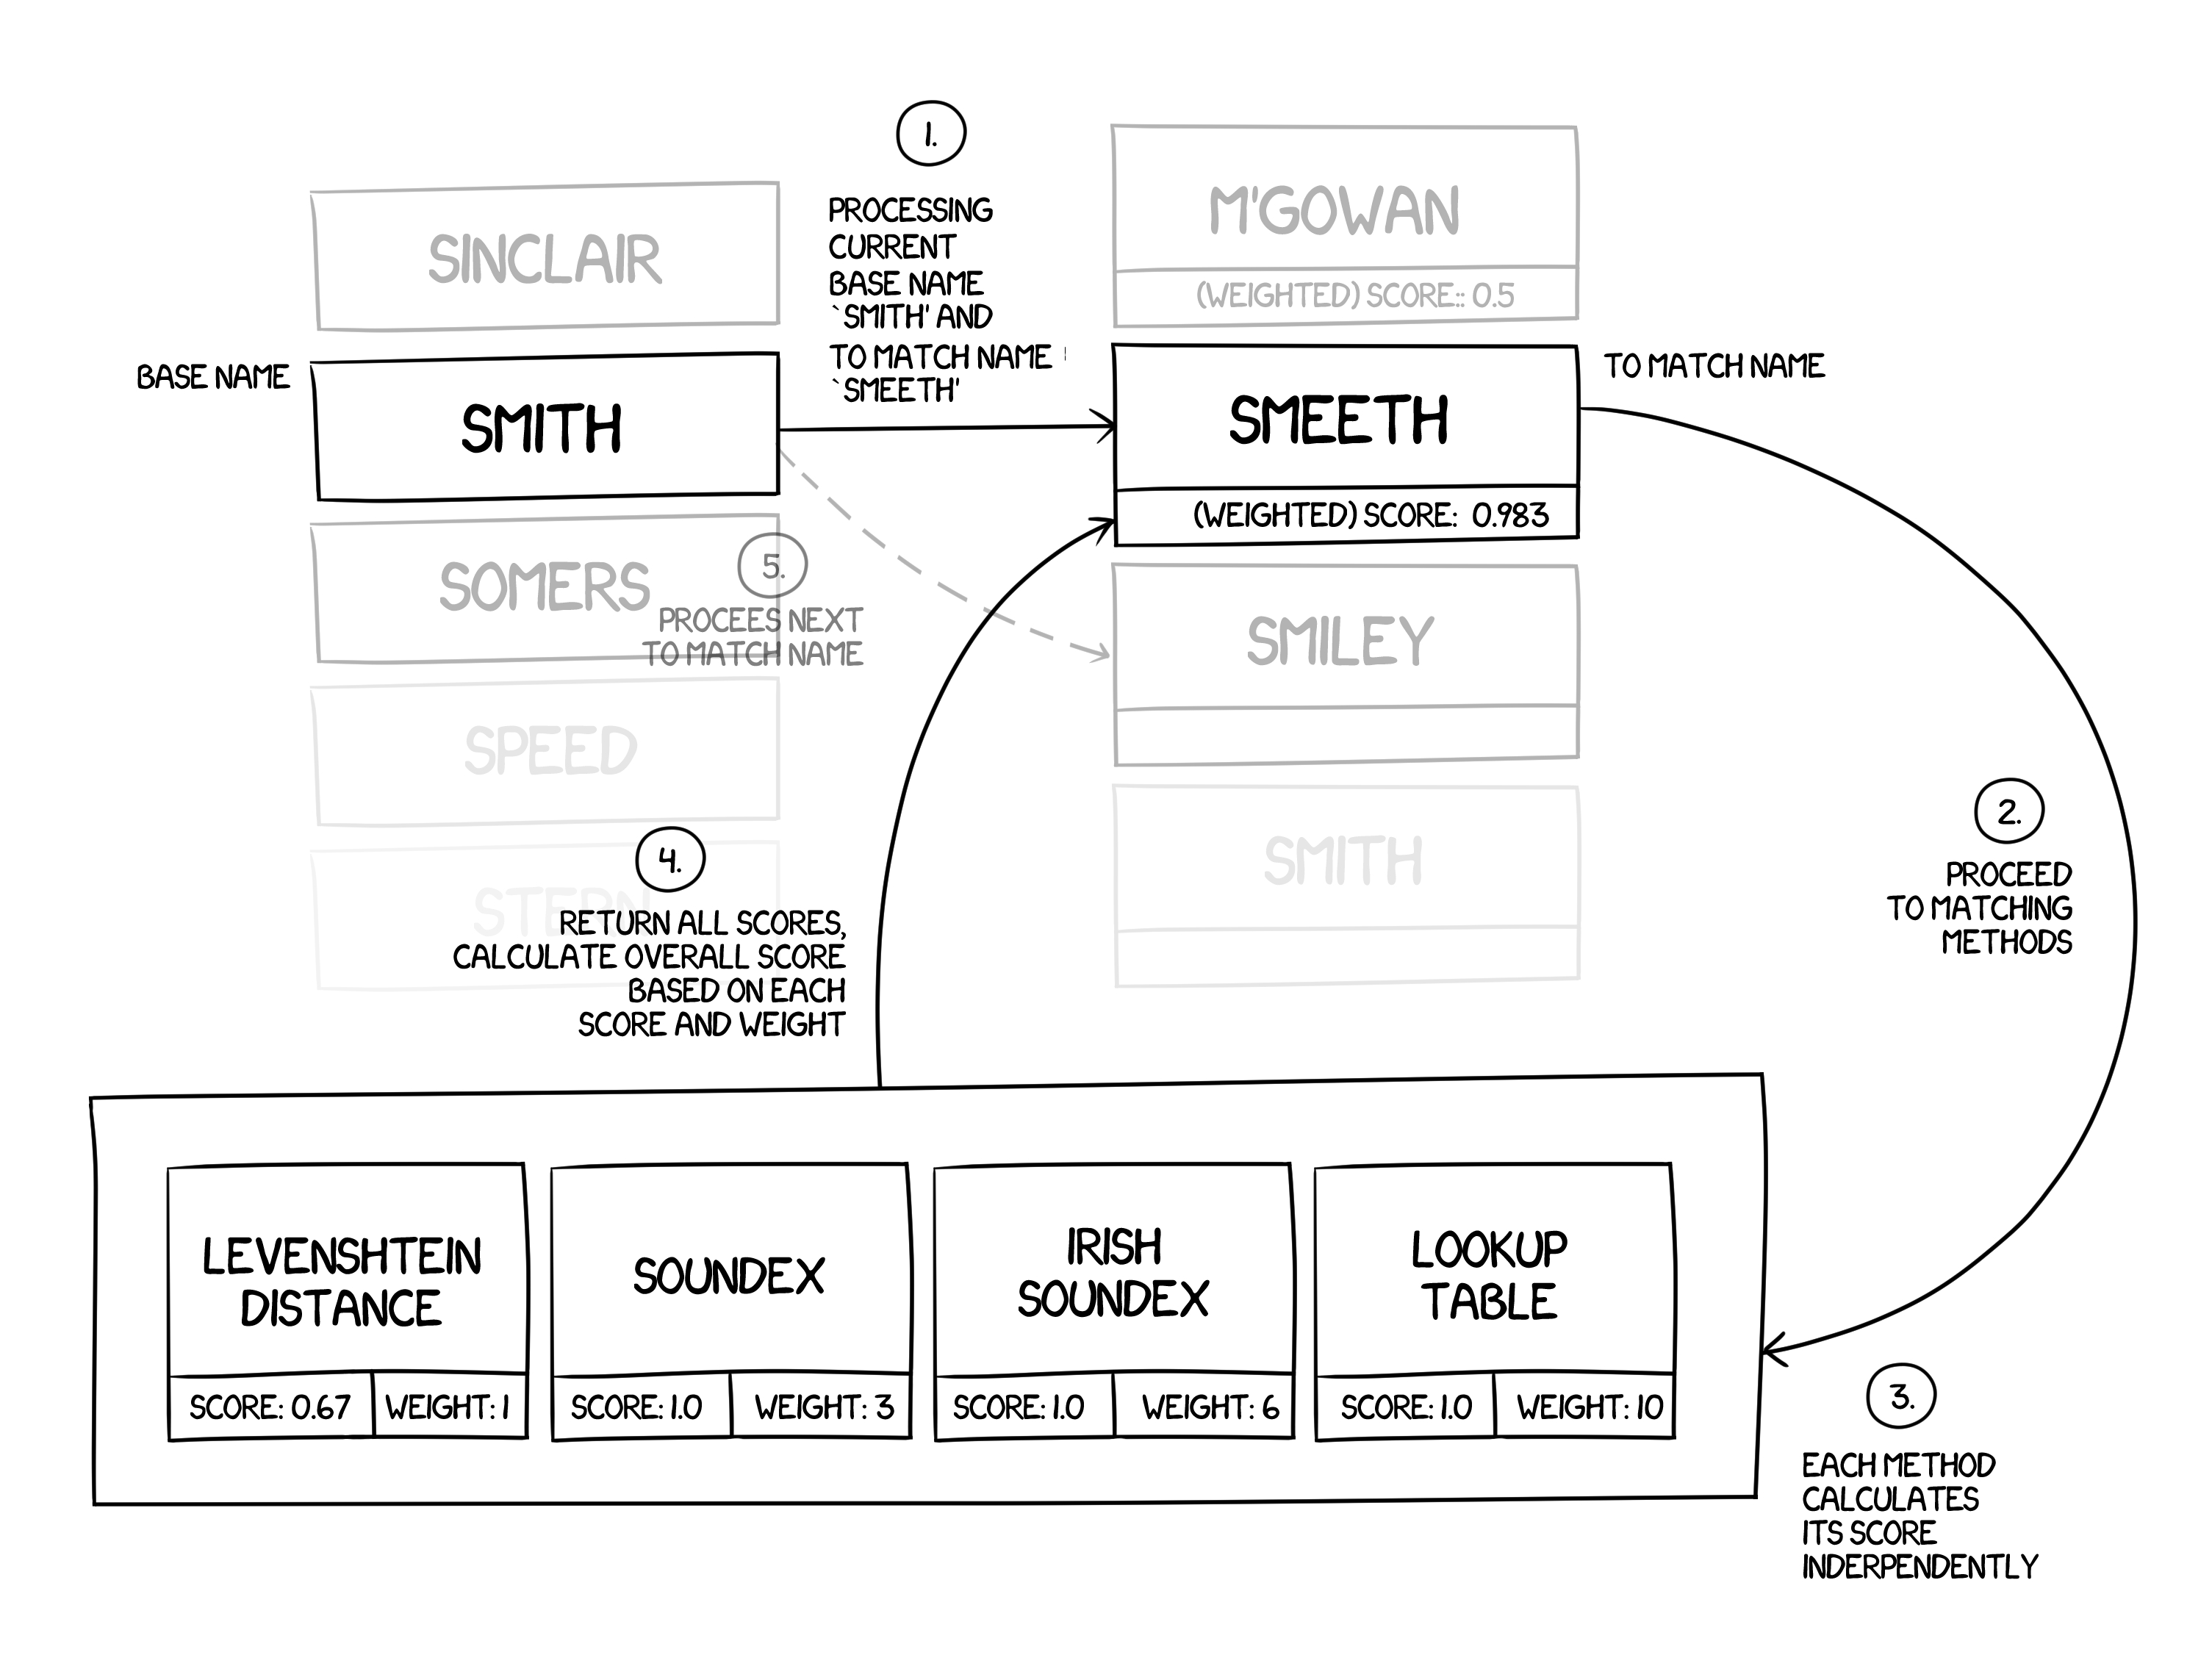 1.
PROCESSING
CURRENT
BASE NAME
`SMITH' AND
TO MATCH NAME
`SMEETH'
SINCLAIR
BASE NAME
SMITH
SOMERS
SPEED
STERN
M'GOWAN
(WEIGHTED) SCORE:: 0.5
TO MATCH NAME
SMEETH
(WEIGHTED) SCORE: 0.983
SMILEY
SMITH
5.
PROCEES NEXT
TO MATCH NAME
2.
PROCEED
TO MATCHING
METHODS
4.
RETURN ALL SCORES,
CALCULATE OVERALL SCORE
BASED ON EACH
SCORE AND WEIGHT
LEVENSHTEIN
DISTANCE
SCORE: 0.67 WEIGHT: 1
SOUNDEX
SCORE: 1.0 WEIGHT: 3
IRISH
SOUNDEX
SCORE: 1.0 WEIGHT: 6
LOOKUP
TABLE
SCORE: 1.0 WEIGHT: 10
3.
EACH METHOD
CALCULATES
ITS SCORE
INDERPENDENTLY